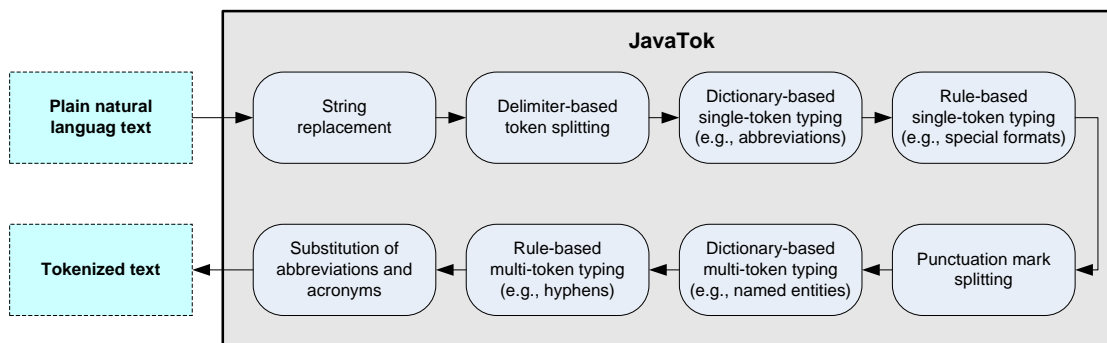 JavaTok
Plain natural
languag text
String
replacement
Delimiter-based
token splitting
Dictionary-based
single-token typing
(e.g., abbreviations)
Rule-based
single-token typing
(e.g., special formats)
Punctuation mark
splitting
Dictionary-based
multi-token typing
(e.g., named entities)
Rule-based
multi-token typing
(e.g., hyphens)
Substitution of
abbreviations and
acronyms
Tokenized text